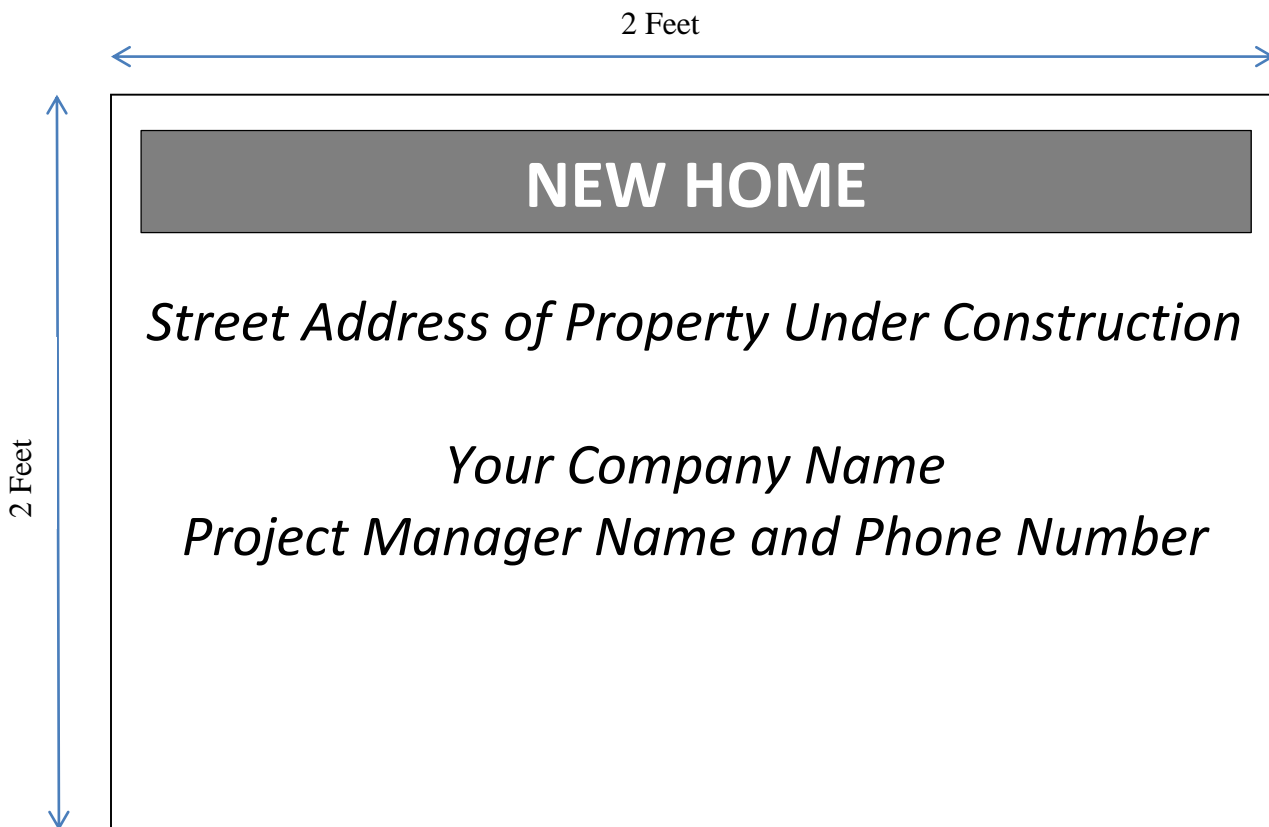 2 Feet
2 Feet
NEW HOME
Street Address of Property Under Construction
Your Company Name
Project Manager Name and Phone Number